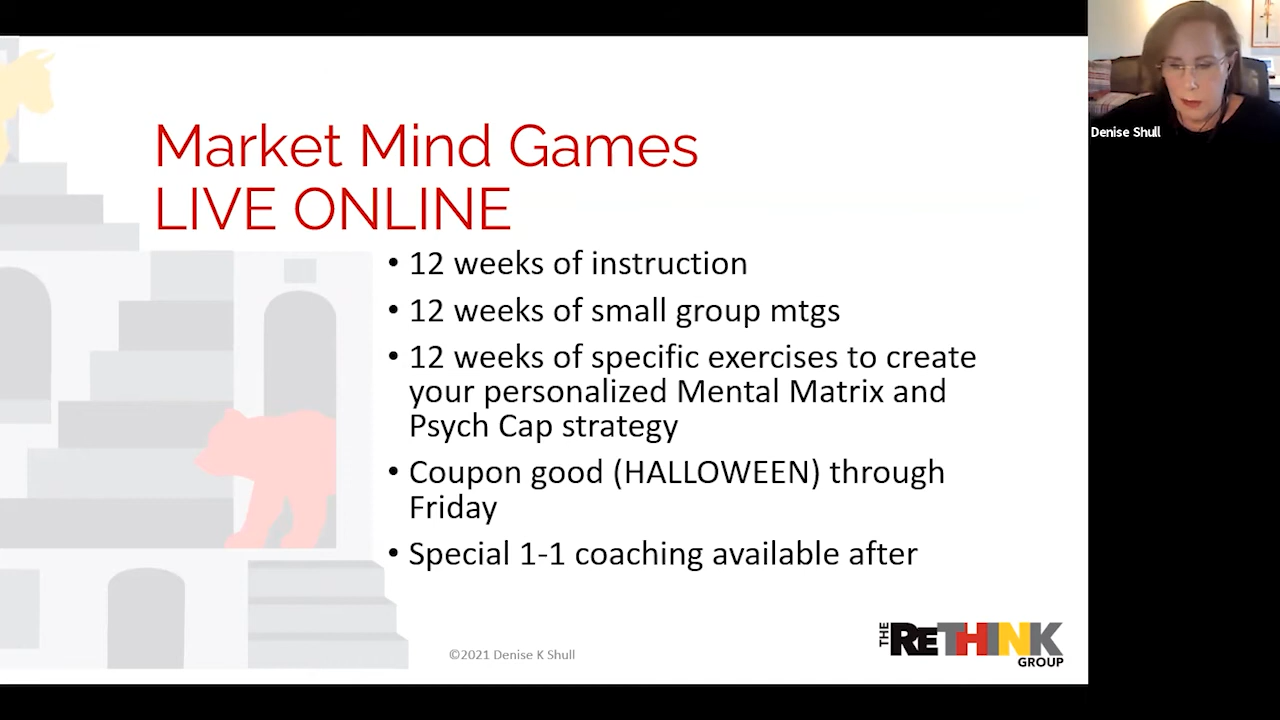 Market Mind Games
LIVE ONLINE
• 12 weeks of instruction
• 12 weeks of small group mtgs
• 12 weeks of specific exercises to create
your personalized Mental Matrix and
Psych Cap strategy
• Coupon good (HALLOWEEN) through
Friday
• Special 1-1 coaching available after
©2021 Denise K Shull
THE RETHINK
GROUP
Denise Shull